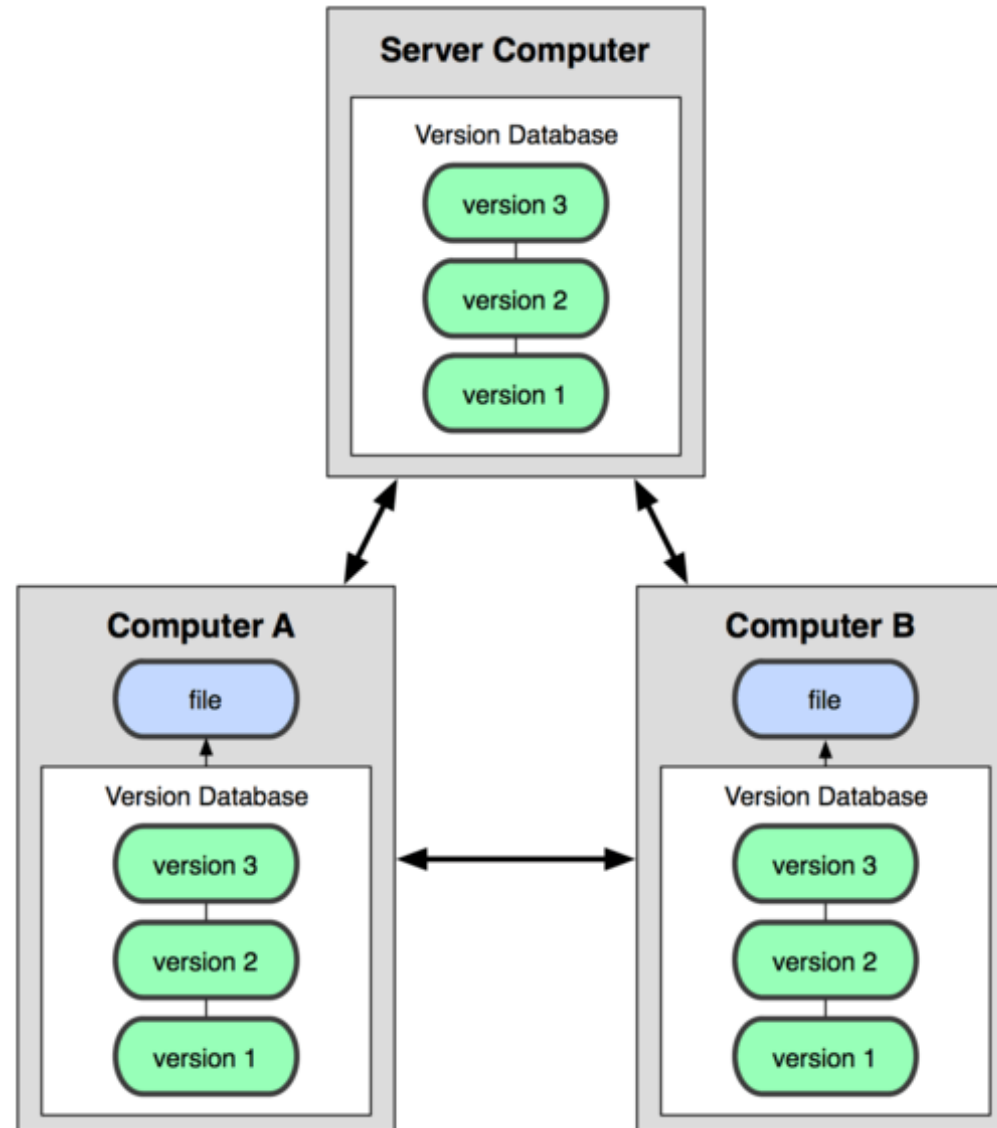 Server Computer
Version Database
version 3
version 2
version 1
Computer A
file
Version Database
version 3
version 2
version 1
Computer B
file
Version Database
version 3
version 2
version 1